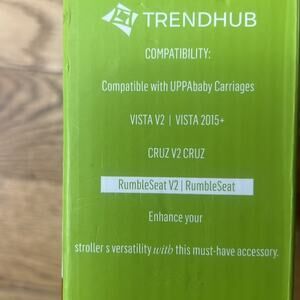 TRENDHUB
COMPATIBILITY:
Compatible with UPPAbaby Carriages
VISTA V2 | VISTA 2015+
CRUZ V2 CRUZ
RumbleSeat V2 | RumbleSeat
Enhance your
stroller s versatility with this must-have accessory.